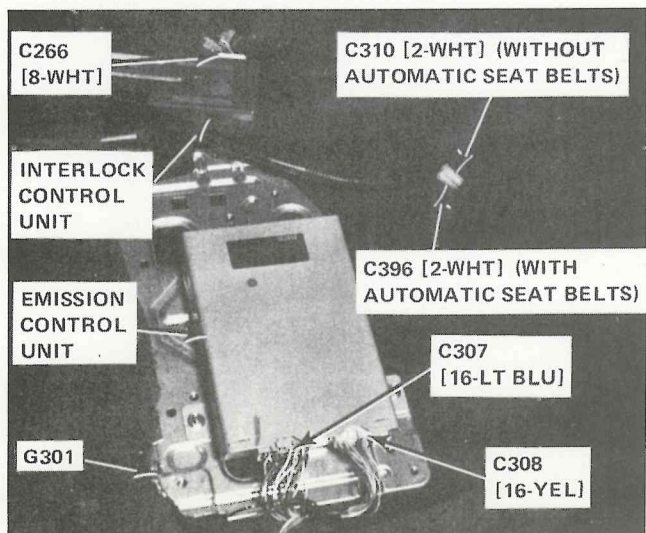 C266
[8-WHT]
C310 [2-WHT] (WITHOUT
AUTOMATIC SEAT BELTS)
INTERLOCK
CONTROL
UNIT
C396 [2-WHT] (WITH
AUTOMATIC SEAT BELTS)
EMISSION
CONTROL
UNIT
C307
[16-LT BLU]
G301
C308
[16-YEL]